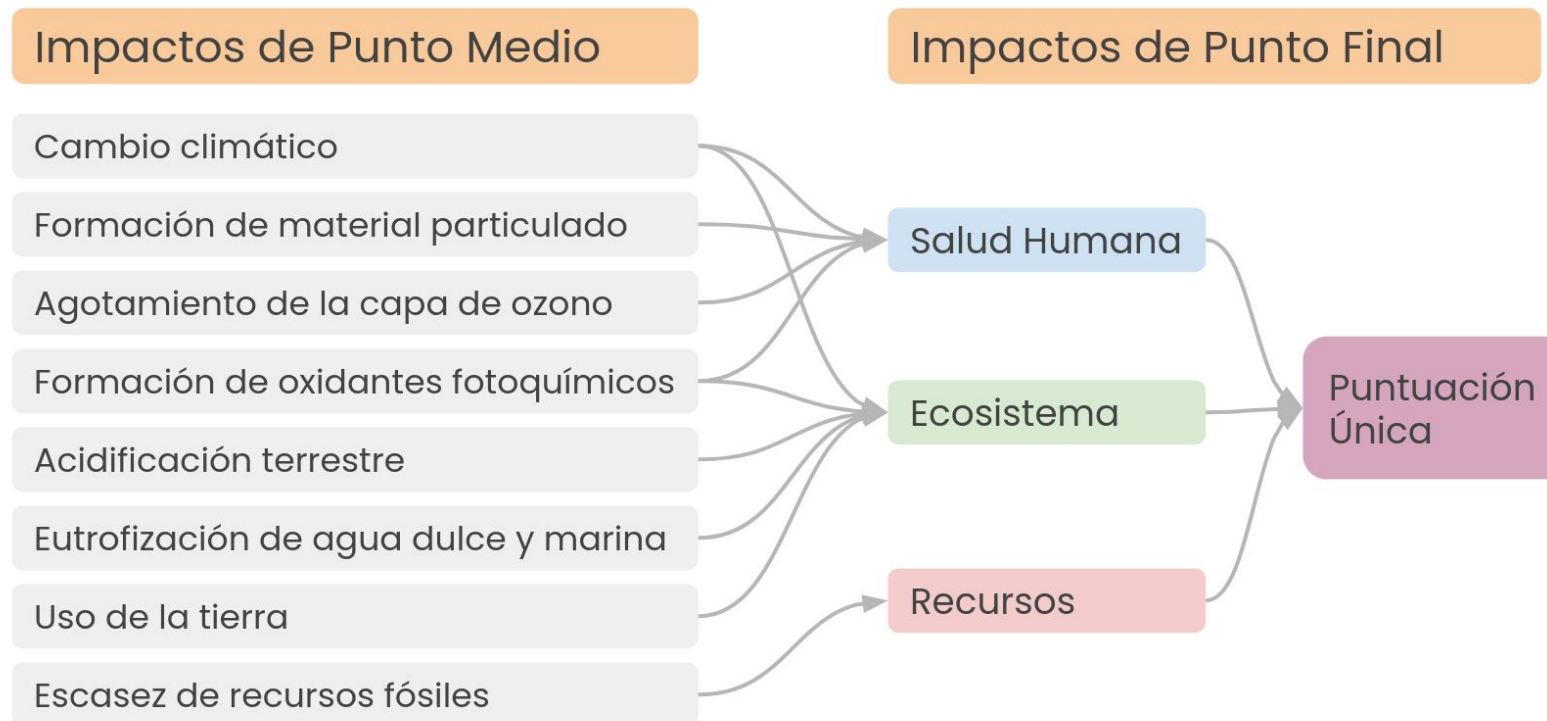 Impactos de Punto Medio
Impactos de Punto Final
Cambio climático
Formación de material particulado
Agotamiento de la capa de ozono
Formación de oxidantes fotoquímicos
Acidificación terrestre
Eutrofización de agua dulce y marina
Uso de la tierra
Escasez de recursos fósiles
Salud Humana
Ecosistema
Recursos
Puntuación
Única